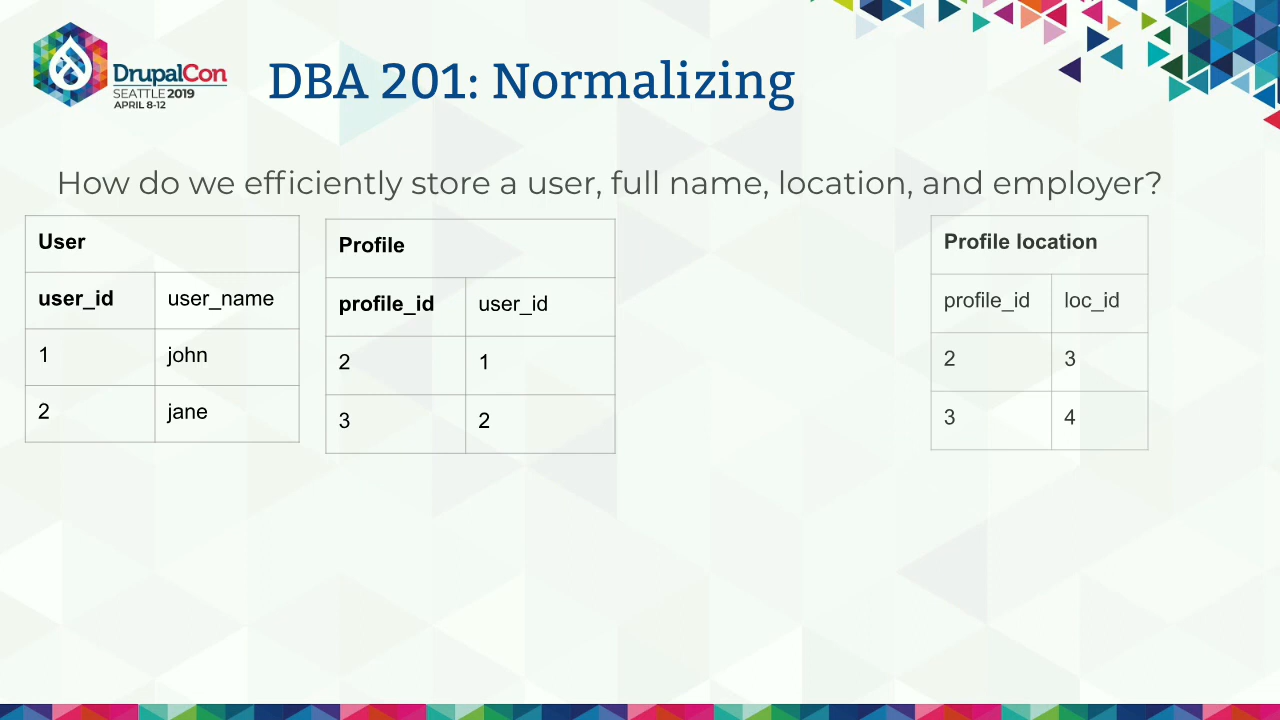 DrupalCon
SEATTLE 2019
APRIL 8-12
DBA 201: Normalizing
How do we efficiently store a user, full name, location, and employer?
User
user_id user_name
1 john
2 jane
Profile
profile_id user_id
2 1
3 2
Profile location
profile_id loc_id
2 3
3 4